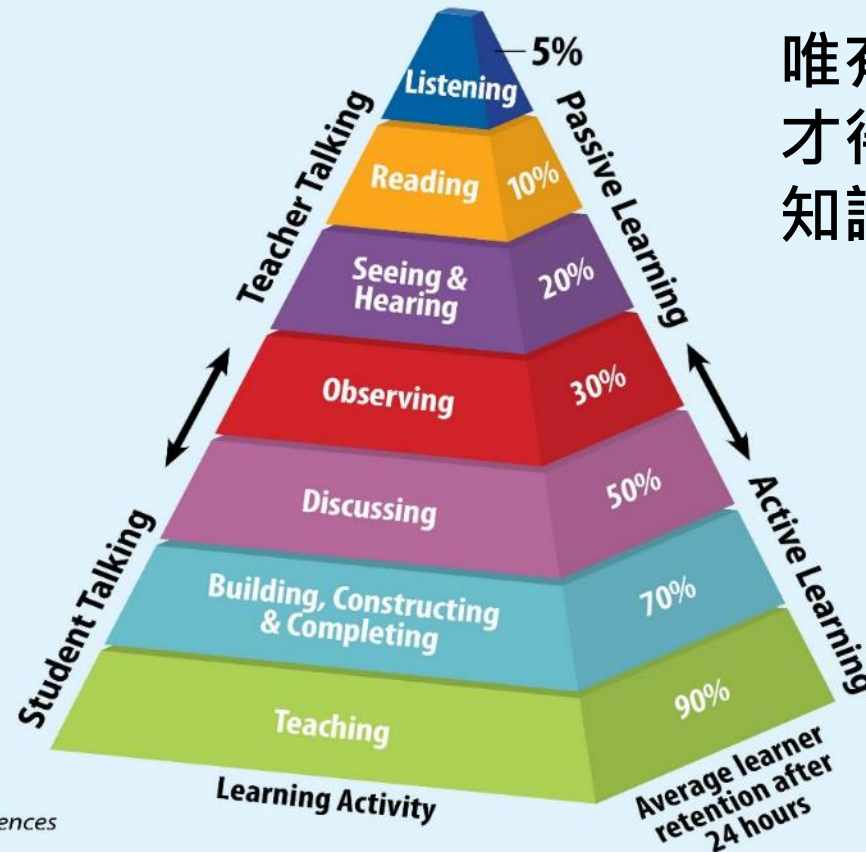 5%
Listening
Teacher Talking
Passive Learning
Reading
10%
Seeing &
Hearing
20%
Observing
30%
Discussing
50%
Student Talking
Active Learning
Building, Constructing
& Completing
70%
Teaching
90%
Learning Activity
Average learner
retention after
24 hours
ences
唯
才
知